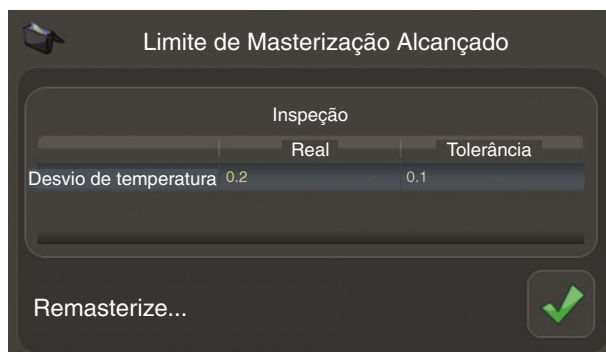 Limite de Masterização Alcançado
Inspeção
Real Tolerância
Desvio de temperatura 0.2 0.1
Remasterize...